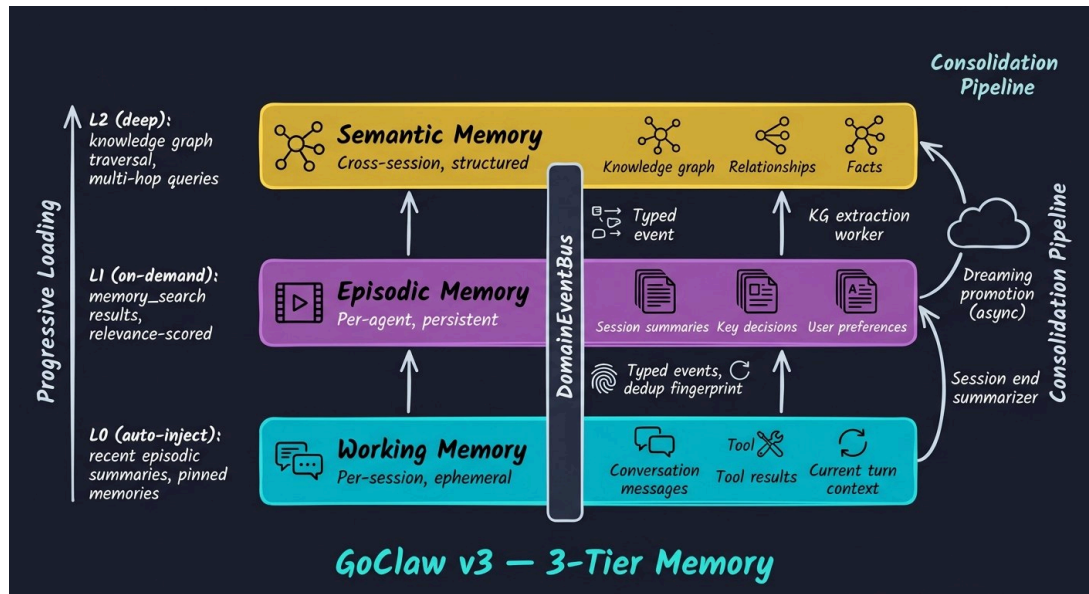 Consolidation
Pipeline
L2 (deep):
knowledge graph
traversal,
multi-hop queries
Semantic Memory
Cross-session, structured
Knowledge graph
Relationships
Facts
Typed
event
KG extraction
worker
Progressive Loading
L1 (on-demand):
memory_search
results,
relevance-scored
Episodic Memory
Per-agent, persistent
DomainEventBus
Session summaries
Key decisions
A
User preferences
Dreaming
promotion
(async)
Consolidation Pipeline
Typed events,
dedup fingerprint
Session end
summarizer
L0 (auto-inject):
recent episodic
summaries, pinned
memories
Working Memory
Per-session, ephemeral
Conversation
messages
Tool
Tool results
Current turn
context
GoClaw v3 — 3-Tier Memory